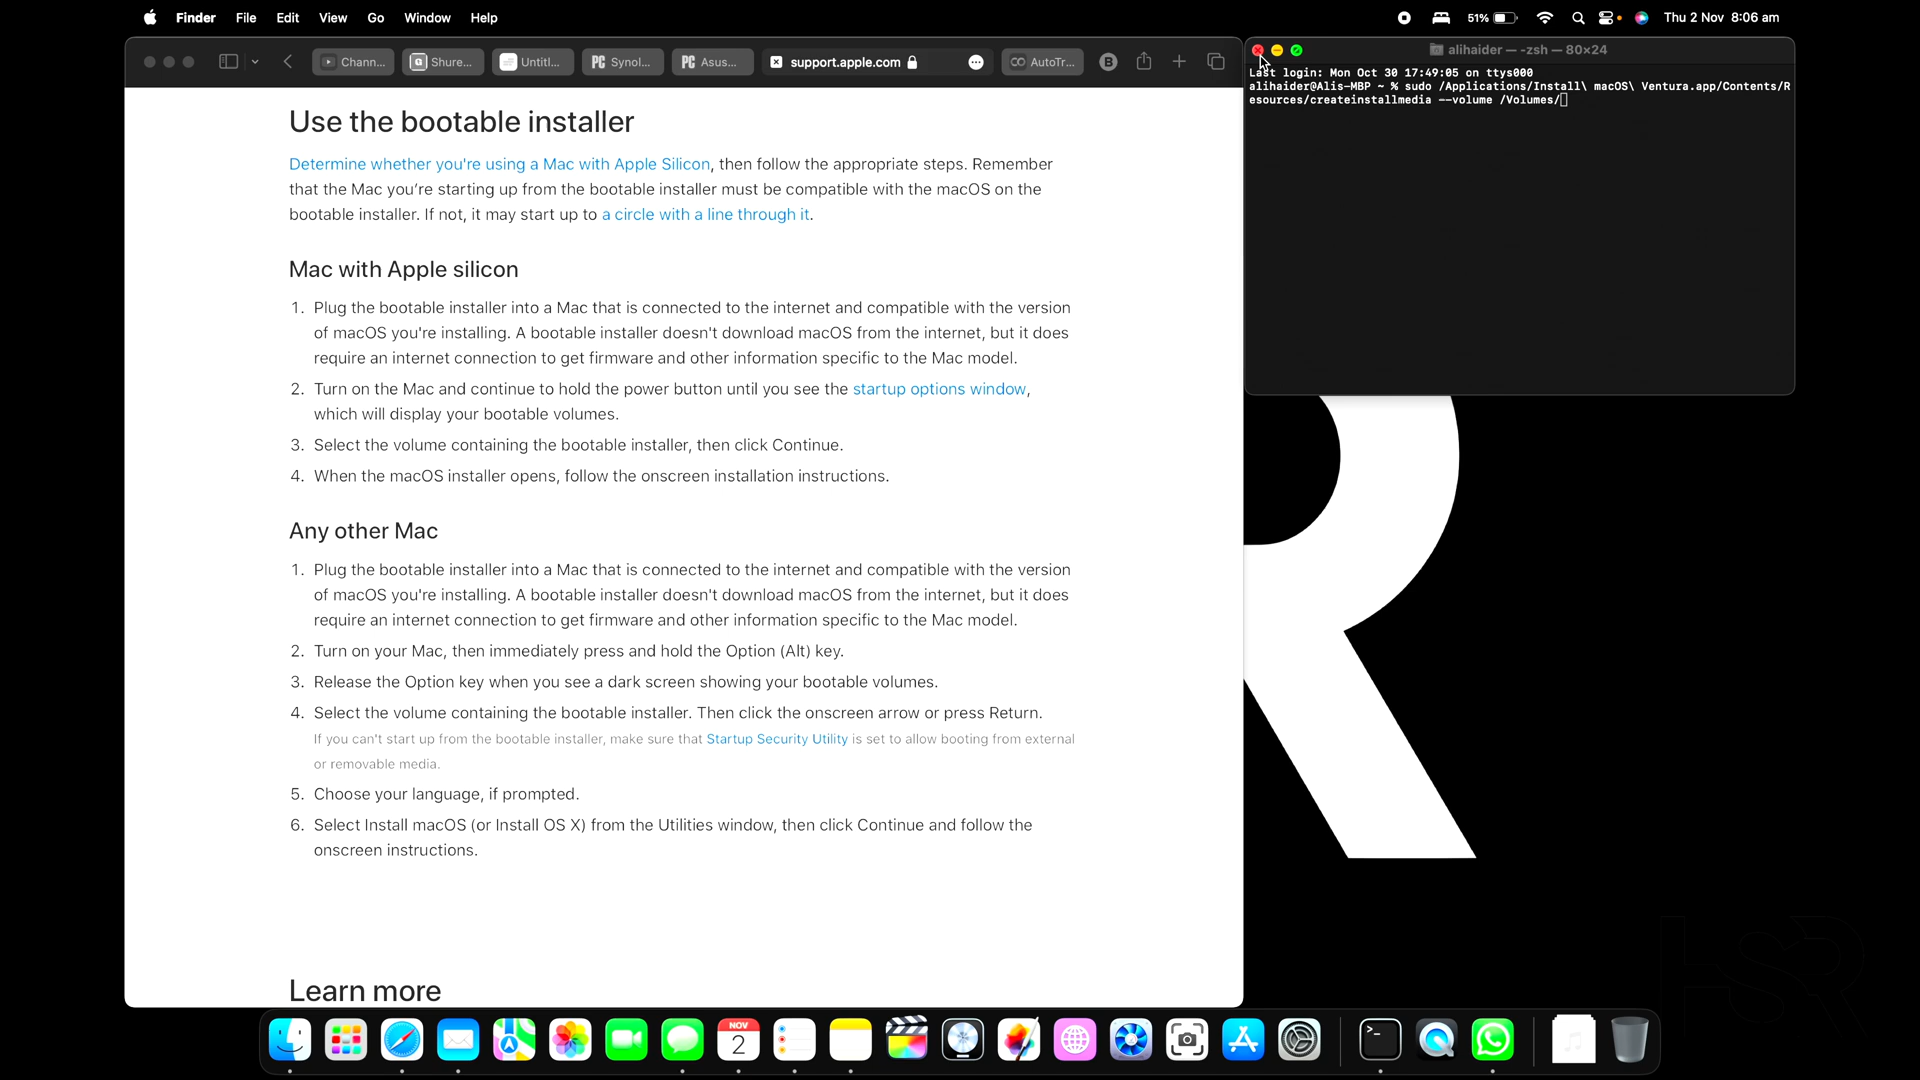 Finder File Edit View Go Window Help
51% Thu 2 Nov 8:06 am
Chann... Shure... Untitl... PC Synol... PC Asus... support.apple.com AutoTr... B
alihaider — -zsh — 80×24
Last login: Mon Oct 30 17:49:05 on ttys000
alihaider@Alis-MBP ~ % sudo /Applications/Install\ macOS\ Ventura.app/Contents/R
esources/createinstallmedia --volume /Volumes/
Use the bootable installer
Determine whether you're using a Mac with Apple Silicon, then follow the appropriate steps. Remember
that the Mac you’re starting up from the bootable installer must be compatible with the macOS on the
bootable installer. If not, it may start up to a circle with a line through it.
Mac with Apple silicon
1. Plug the bootable installer into a Mac that is connected to the internet and compatible with the version
of macOS you're installing. A bootable installer doesn't download macOS from the internet, but it does
require an internet connection to get firmware and other information specific to the Mac model.
2. Turn on the Mac and continue to hold the power button until you see the startup options window,
which will display your bootable volumes.
3. Select the volume containing the bootable installer, then click Continue.
4. When the macOS installer opens, follow the onscreen installation instructions.
Any other Mac
1. Plug the bootable installer into a Mac that is connected to the internet and compatible with the version
of macOS you're installing. A bootable installer doesn't download macOS from the internet, but it does
require an internet connection to get firmware and other information specific to the Mac model.
2. Turn on your Mac, then immediately press and hold the Option (Alt) key.
3. Release the Option key when you see a dark screen showing your bootable volumes.
4. Select the volume containing the bootable installer. Then click the onscreen arrow or press Return.
If you can't start up from the bootable installer, make sure that Startup Security Utility is set to allow booting from external
or removable media.
5. Choose your language, if prompted.
6. Select Install macOS (or Install OS X) from the Utilities window, then click Continue and follow the
onscreen instructions.
Learn more
R
HSR
NOV
2